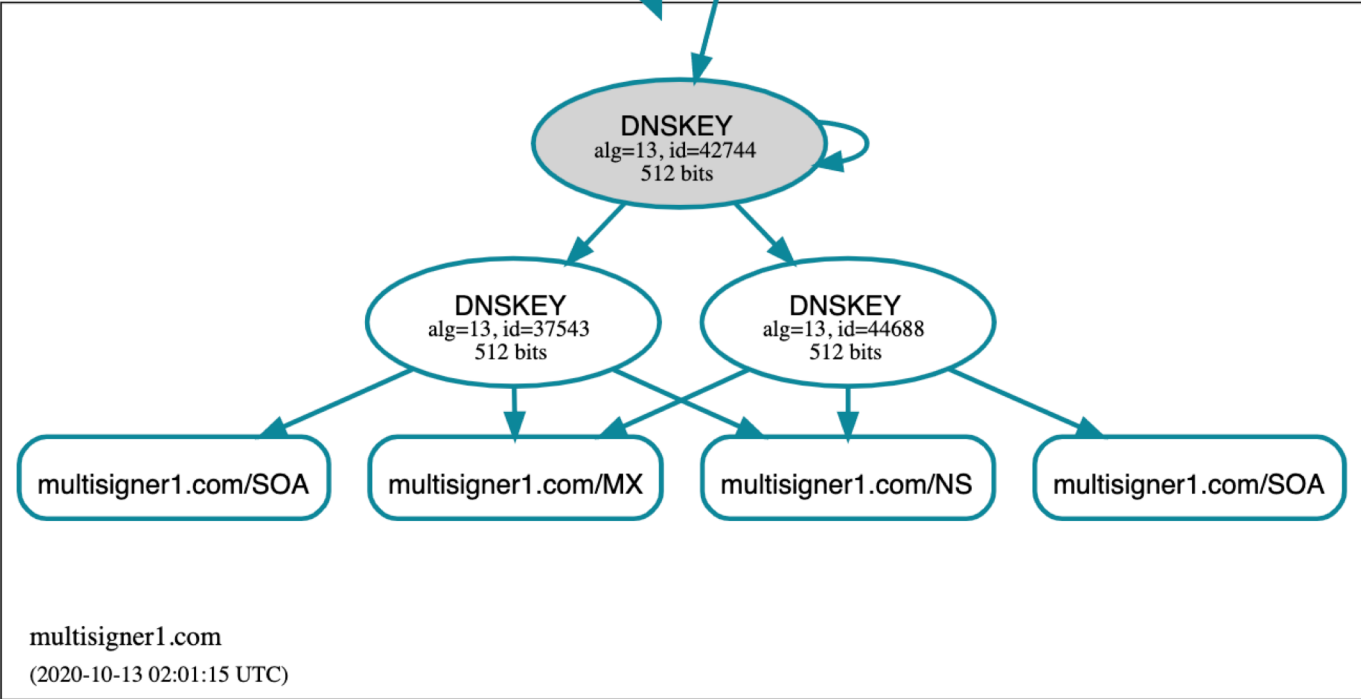 DNSKEY
alg=13, id=42744
512 bits
DNSKEY
alg=13, id=37543
512 bits
DNSKEY
alg=13, id=44688
512 bits
multisigner1.com/SOA
multisigner1.com/MX
multisigner1.com/NS
multisigner1.com/SOA
multisigner1.com
(2020-10-13 02:01:15 UTC)